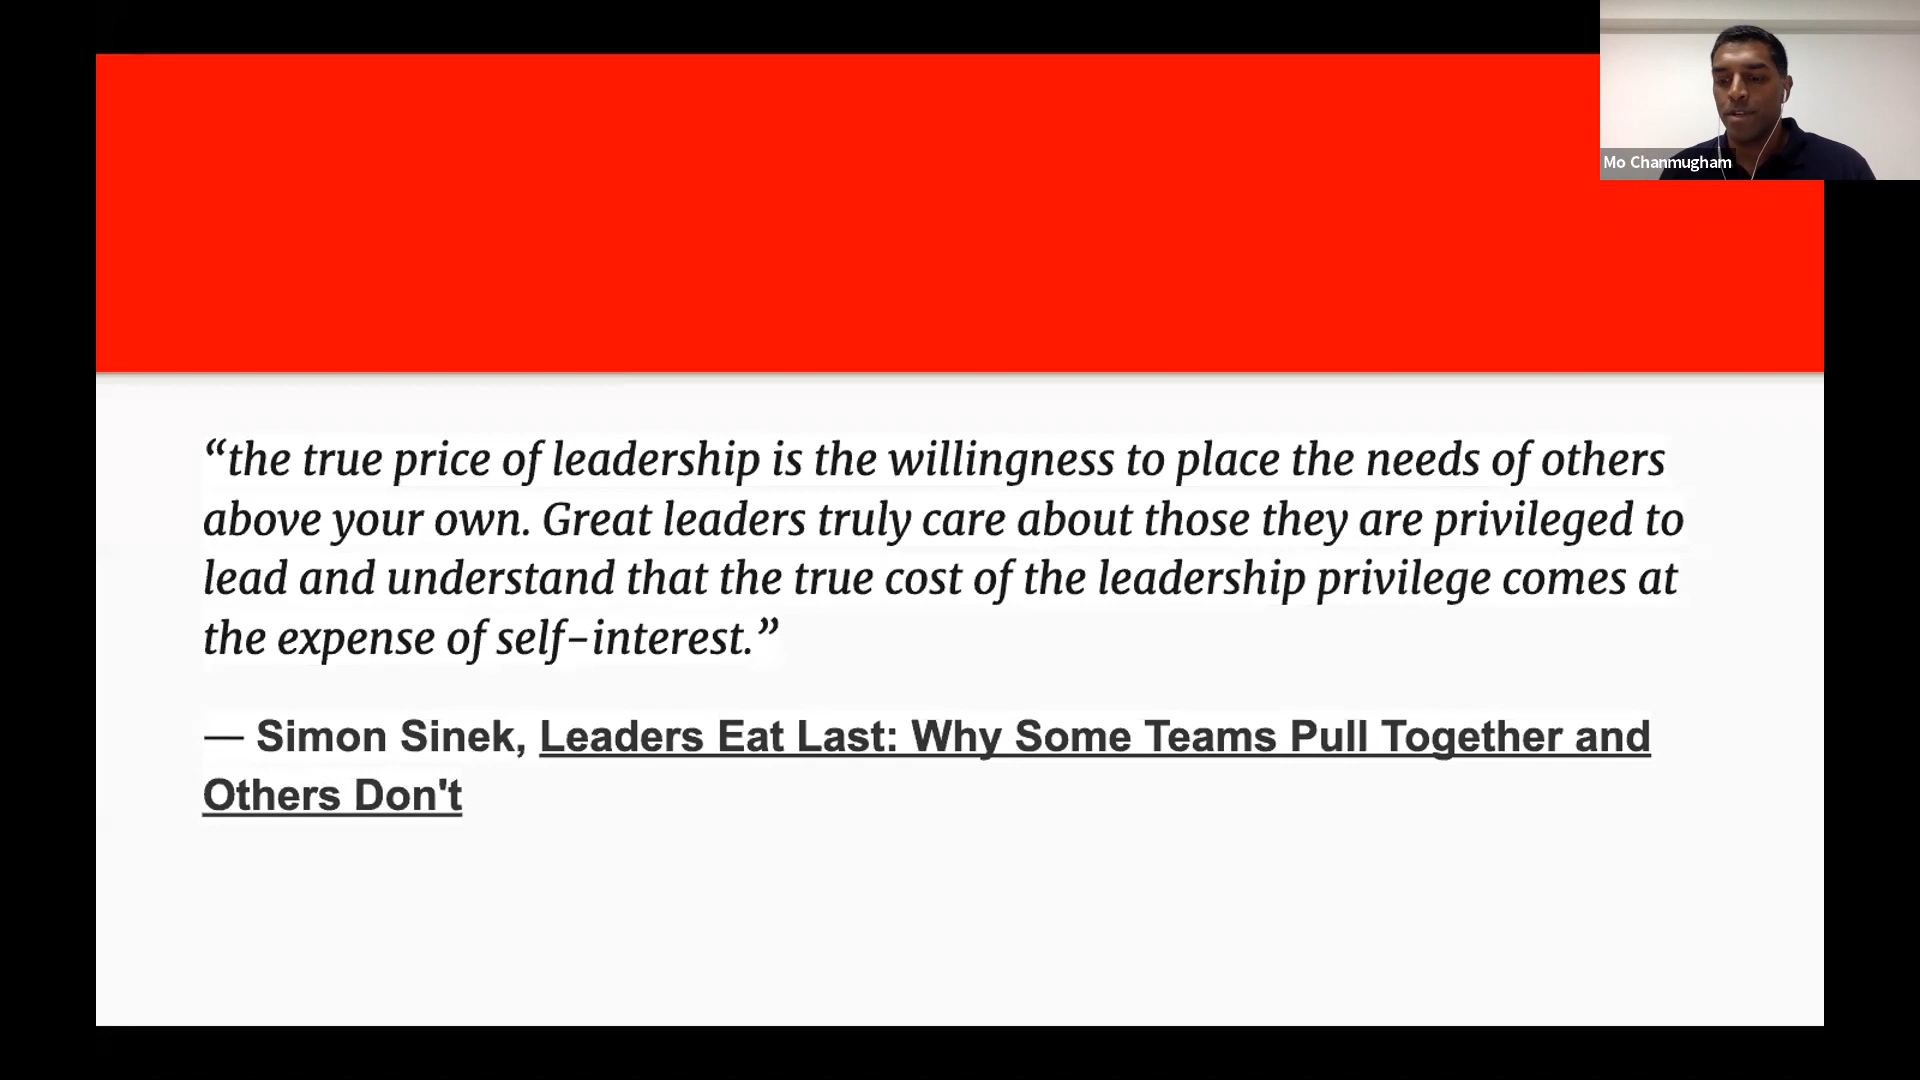 Mo Chanmugham
“the true price of leadership is the willingness to place the needs of others
above your own. Great leaders truly care about those they are privileged to
lead and understand that the true cost of the leadership privilege comes at
the expense of self-interest.”
— Simon Sinek, Leaders Eat Last: Why Some Teams Pull Together and
Others Don't